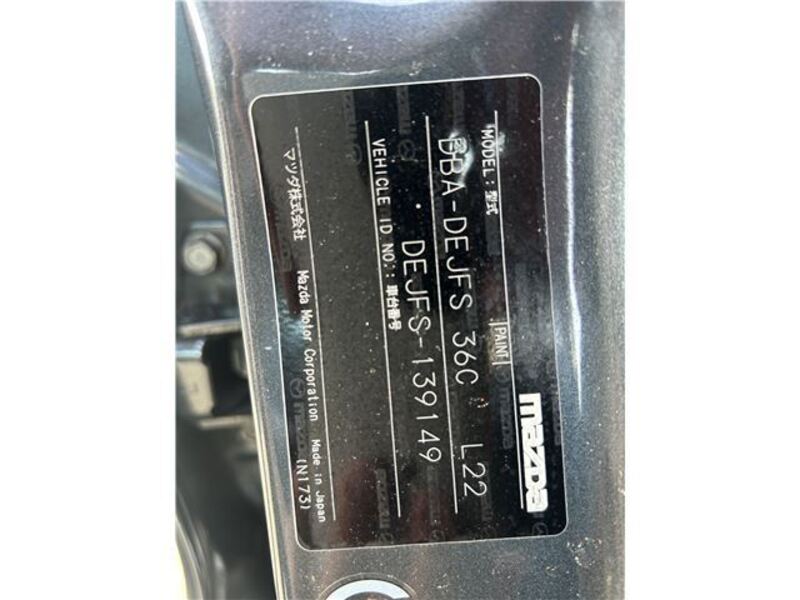 mazda
MODEL:型式 PAINT
DBA-DEJFS 36C L22
VEHICLE ID NO.:車台番号
DEJFS-139149
マツダ株式会社 Mazda Motor Corporation Made in Japan
(N173)